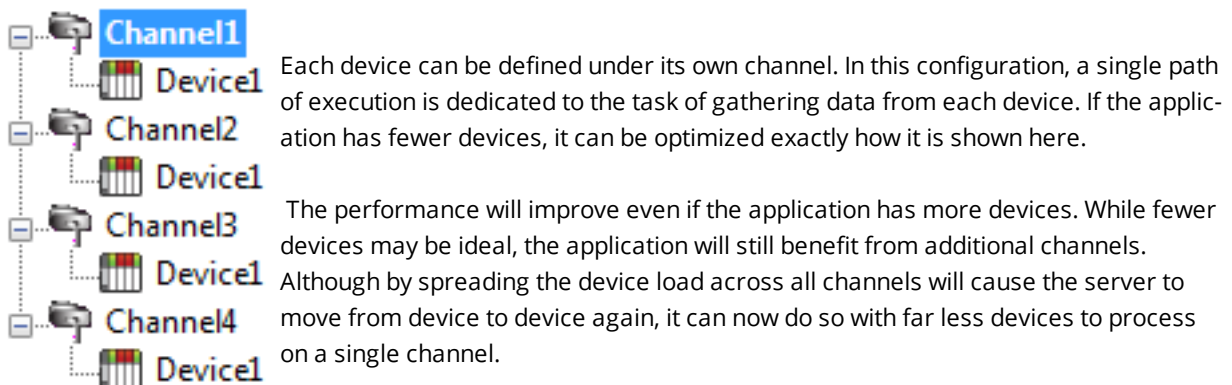 Channel1
Device1
Channel2
Device1
Channel3
Device1
Channel4
Device1
Each device can be defined under its own channel. In this configuration, a single path
of execution is dedicated to the task of gathering data from each device. If the applic-
ation has fewer devices, it can be optimized exactly how it is shown here.
The performance will improve even if the application has more devices. While fewer
devices may be ideal, the application will still benefit from additional channels.
Although by spreading the device load across all channels will cause the server to
move from device to device again, it can now do so with far less devices to process
on a single channel.